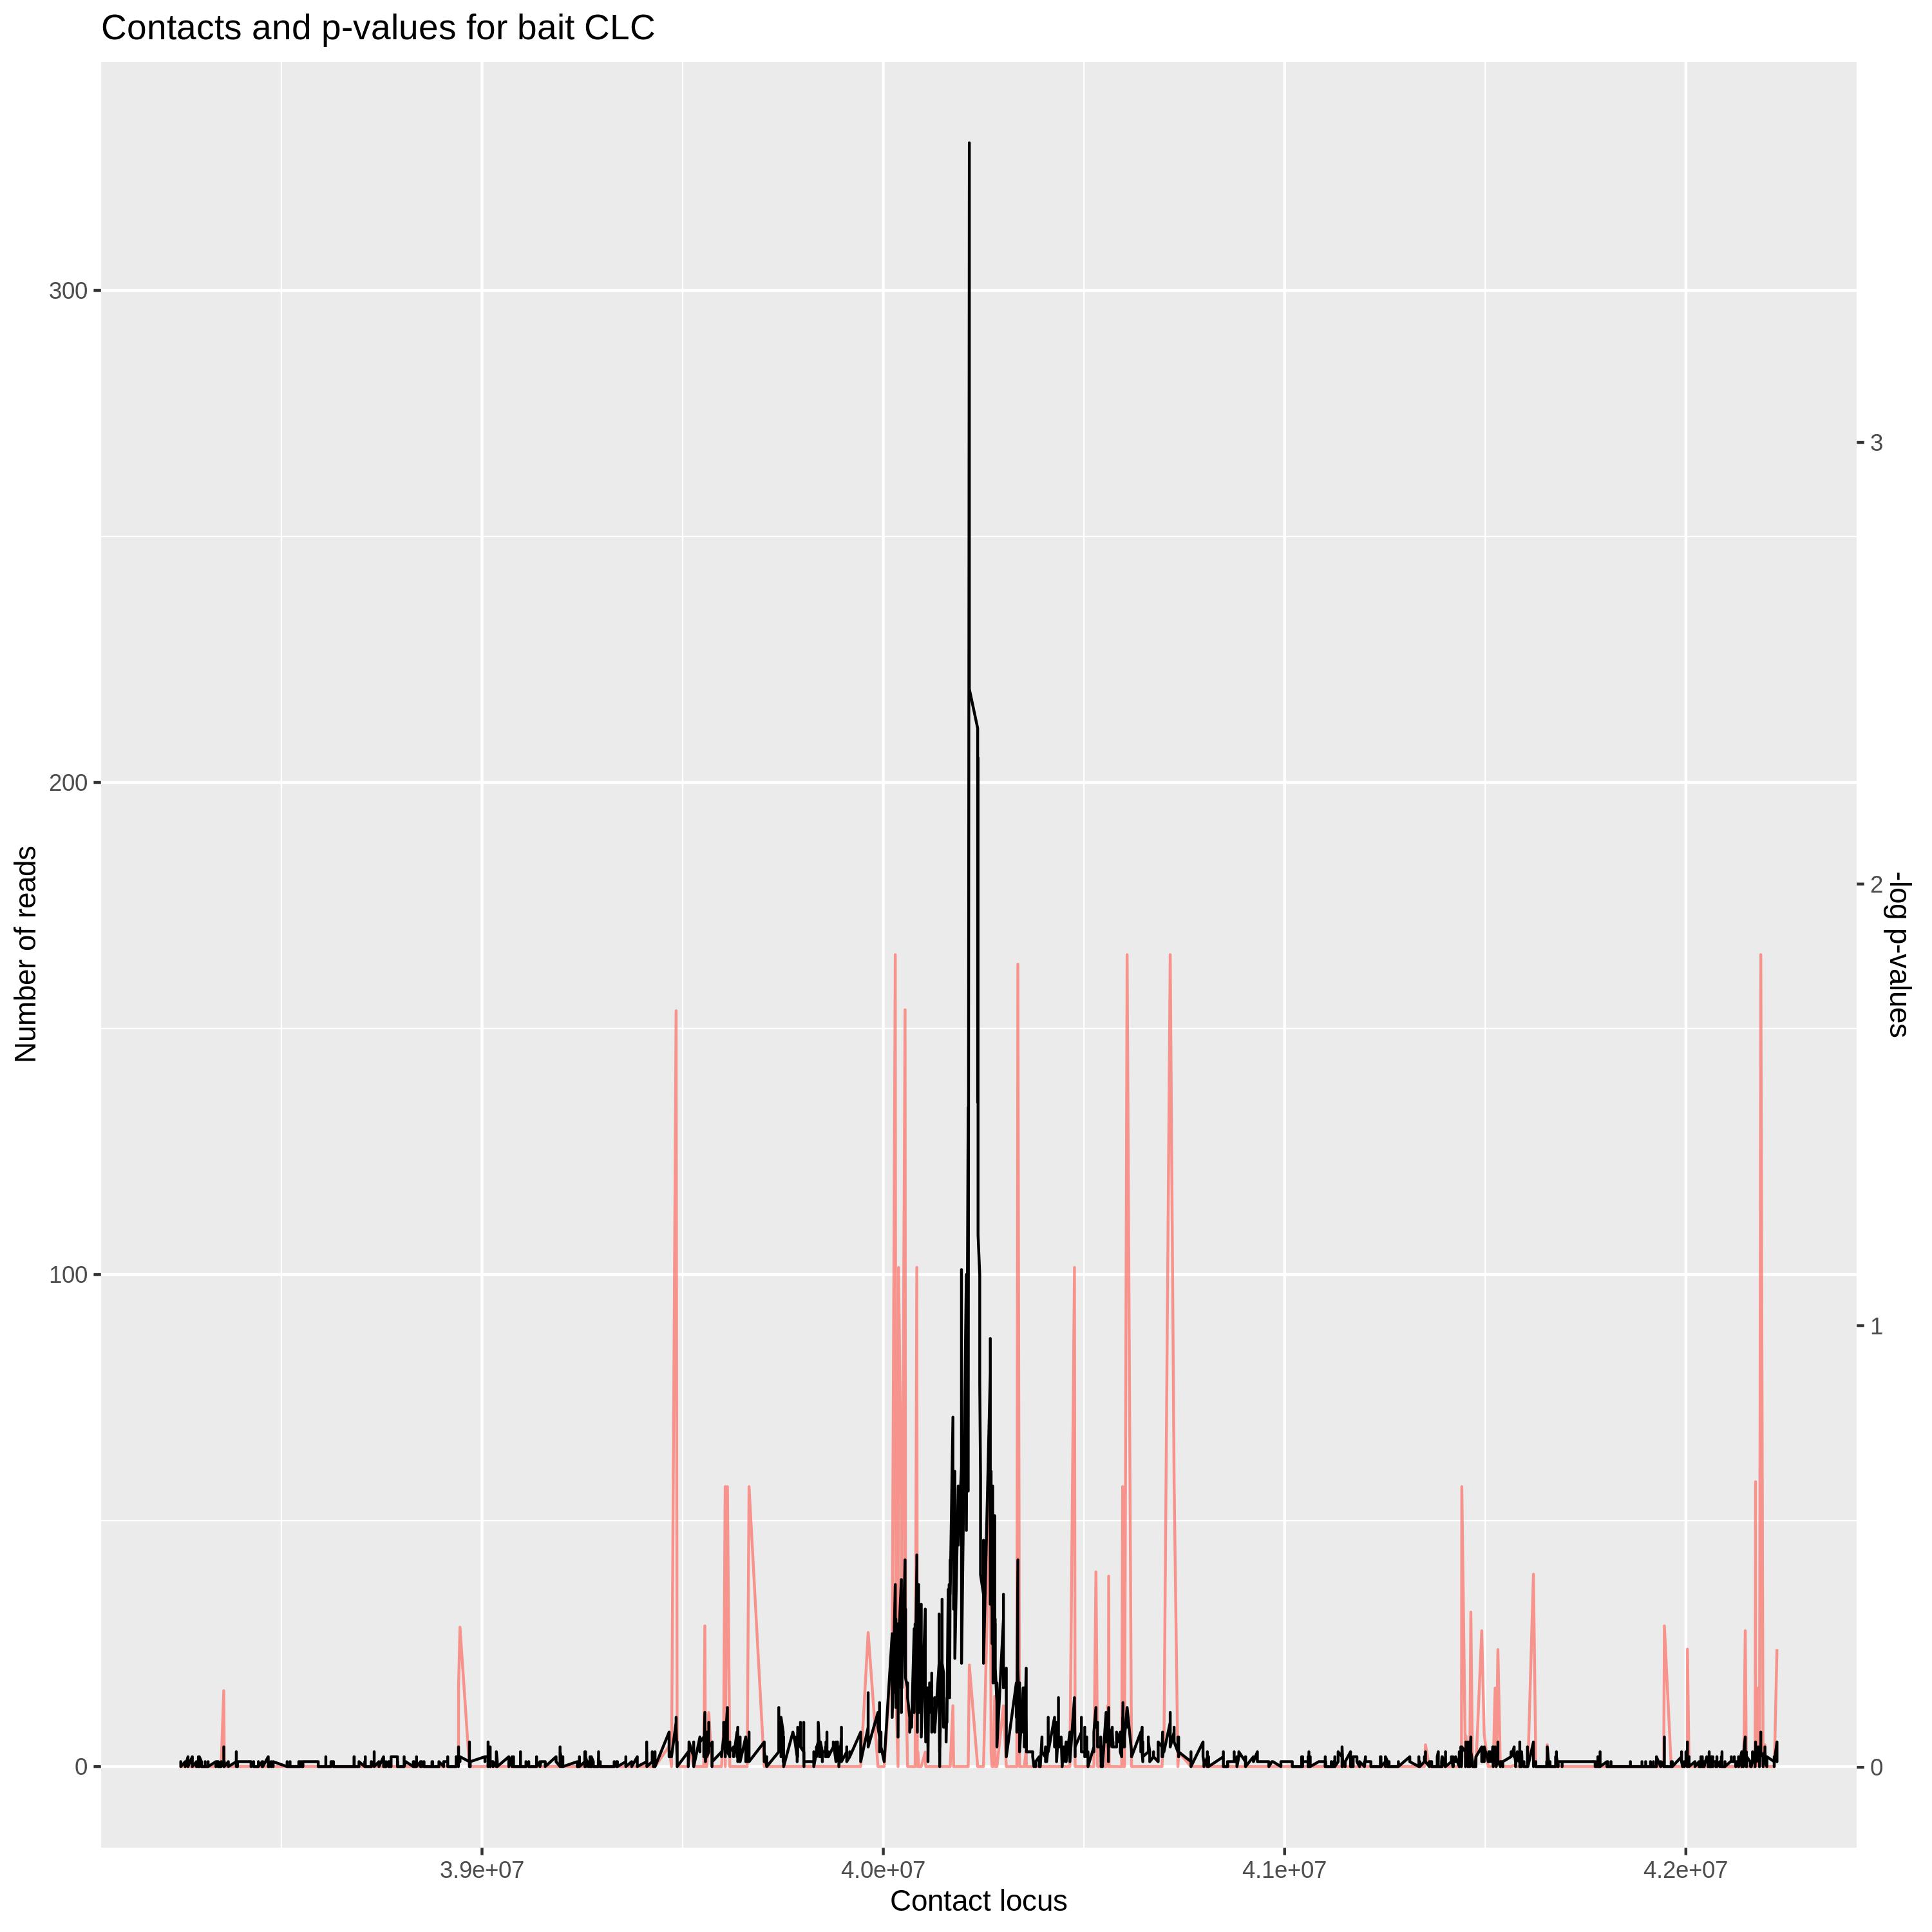 Contacts and p-values for bait CLC
300
200
100
0
Number of reads
3
2
1
0
-log p-values
3.9e+07
4.0e+07
4.1e+07
4.2e+07
Contact locus